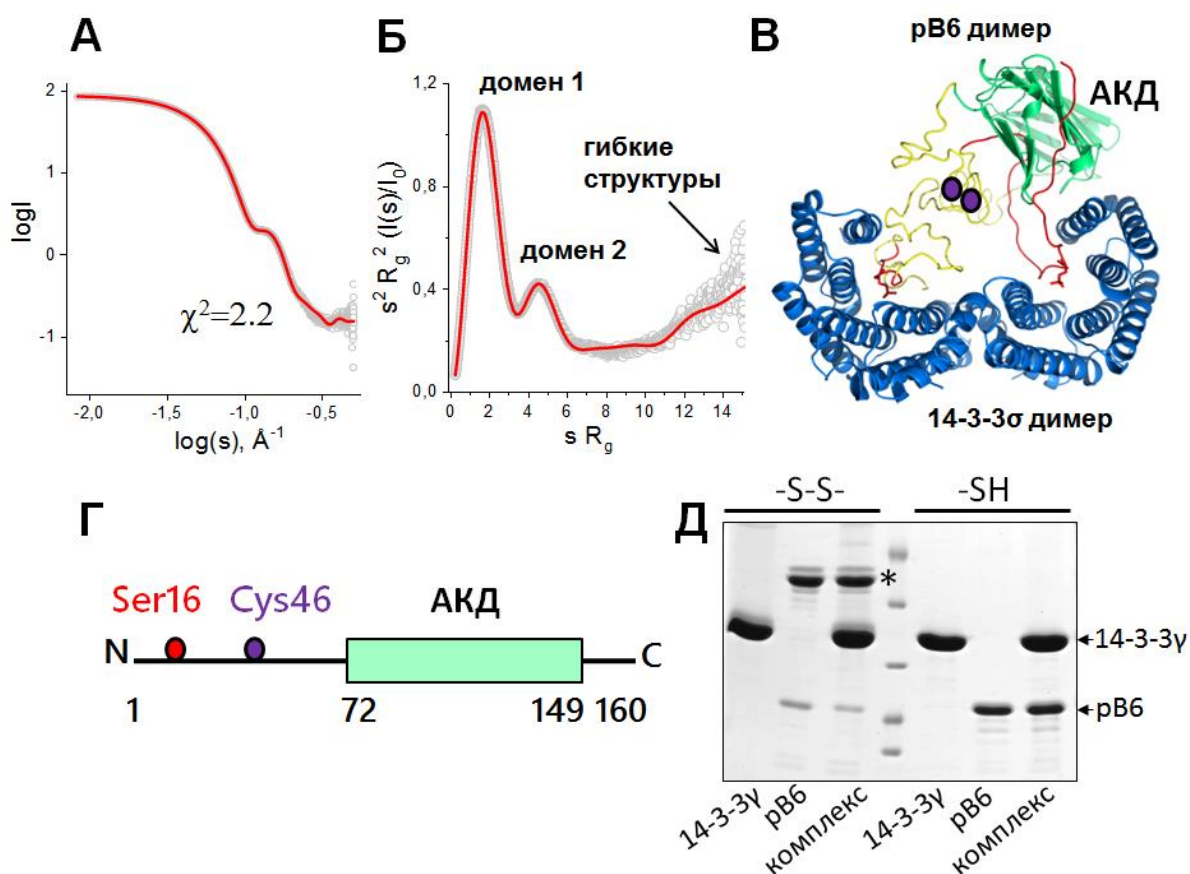 А
logI
2
1
0
-1
χ²=2.2
-2,0
-1,0
-0,5
log(s), Å⁻¹
Б
s² Rg² (I(s)/I₀)
1,2
0,8
0,4
0,0
домен 1
домен 2
гибкие
структуры
0 2 4 6 8 10 12 14
s Rg
В
pB6 димер
АКД
14-3-3σ димер
Г
Ser16
Cys46
АКД
N
C
1
72
149
160
Д
-S-S-
-SH
*
14-3-3γ
pB6
14-3-3γ
pB6
комплекс
14-3-3γ
pB6
комплекс